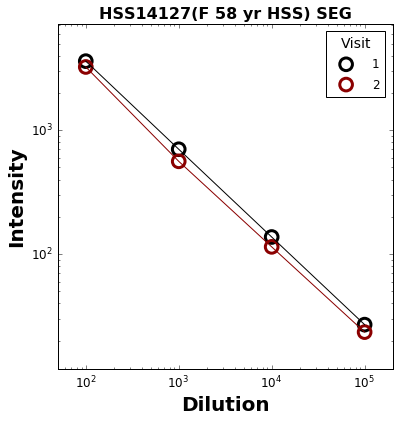 HSS14127(F 58 yr HSS) SEG
Visit
1
2
Intensity
10³
10²
10² 10³ 10⁴ 10⁵
Dilution